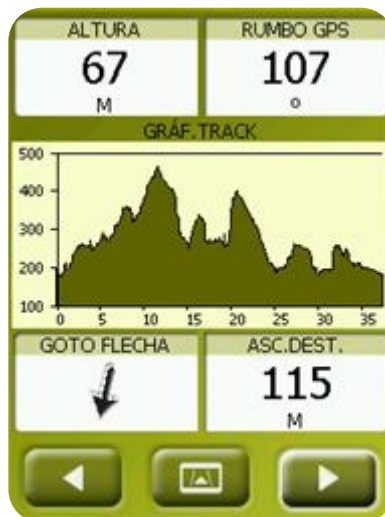 ALTURA
67
M
RUMBO GPS
107
o
GRÁF.TRACK
500
400
300
200
100
0 5 10 15 20 25 30 35
GOTO FLECHA
ASC.DEST.
115
M